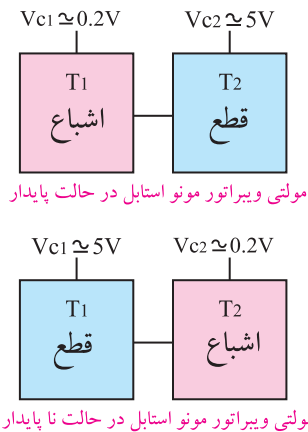 Vc1 ≃ 0.2V Vc2 ≃ 5V
T1 T2
اشباع قطع
مولتی ویبراتور مونو استابل در حالت پایدار
Vc1 ≃ 5V Vc2 ≃ 0.2V
T1 T2
قطع اشباع
مولتی ویبراتور مونو استابل در حالت نا پایدار